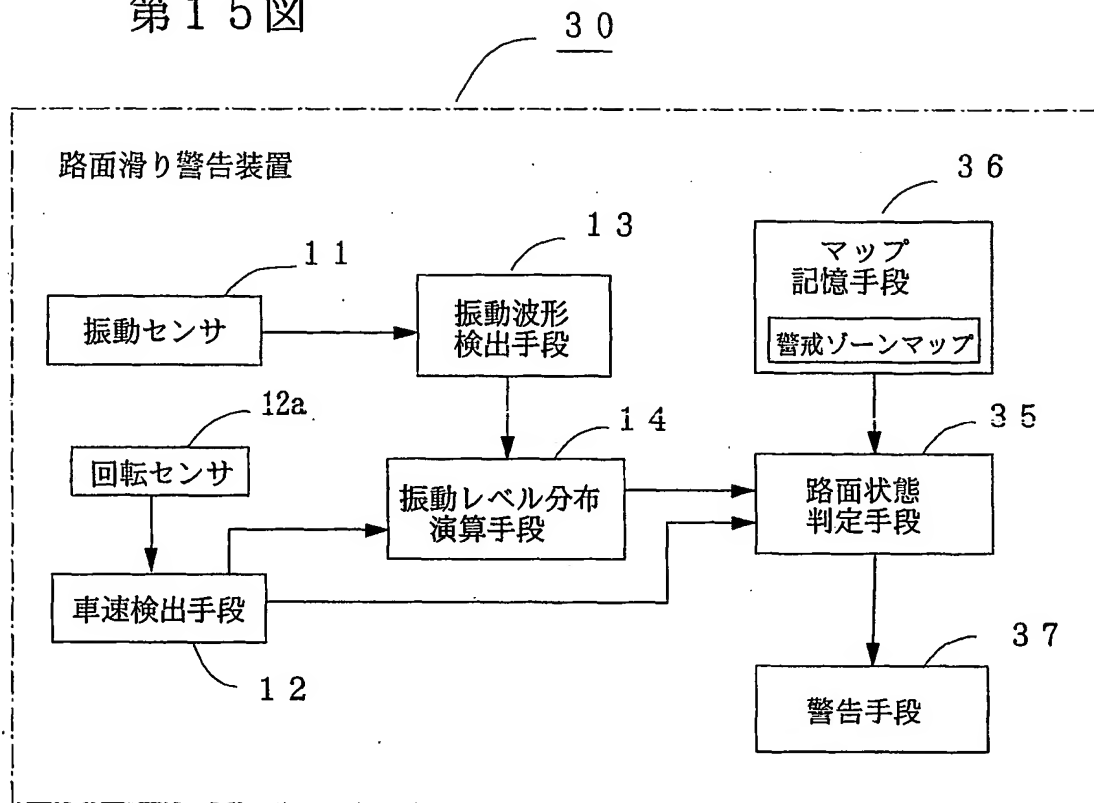 第１５図
３０
路面滑り警告装置
３６
１３
マップ
記憶手段
警戒ゾーンマップ
１１
振動センサ
振動波形
検出手段
12a
回転センサ
１４
振動レベル分布
演算手段
３５
路面状態
判定手段
車速検出手段
１２
３７
警告手段